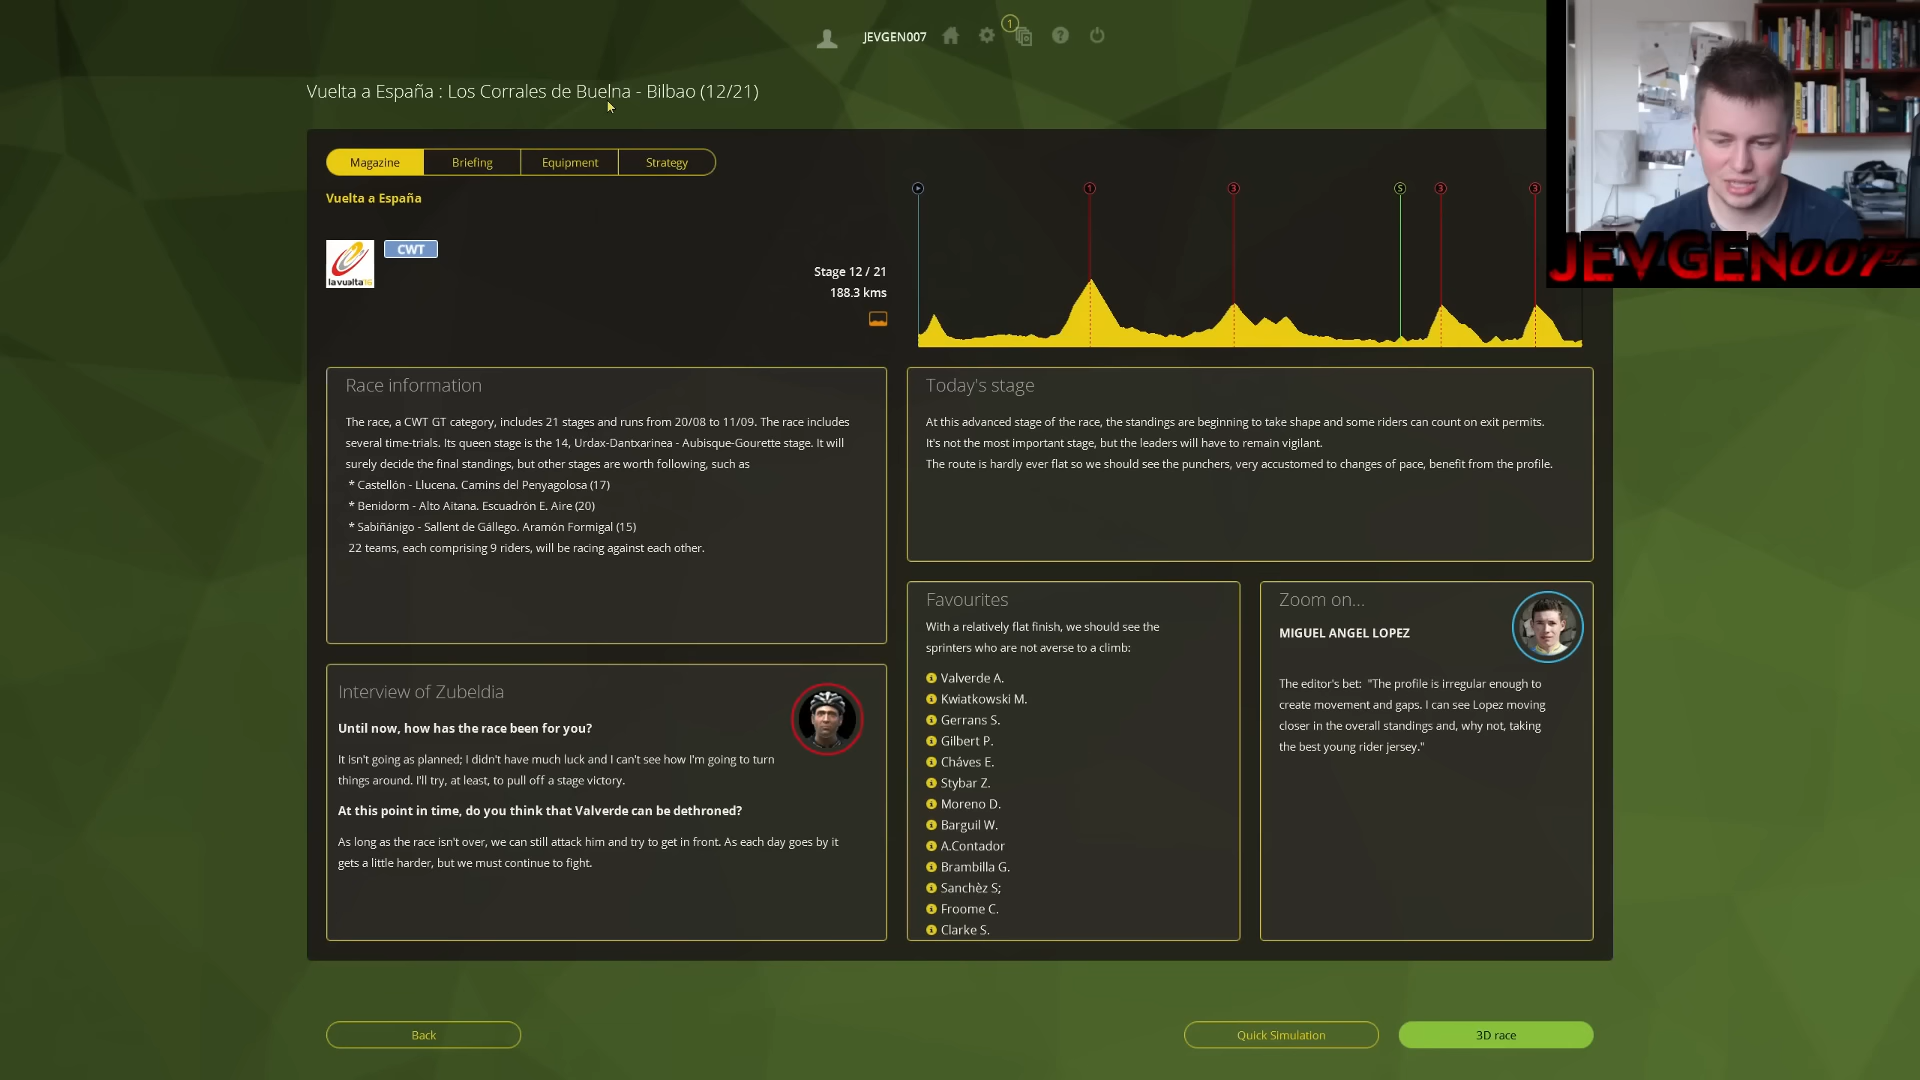 1
JEVGEN007
Vuelta a España : Los Corrales de Buelna - Bilbao (12/21)
Magazine
Briefing
Equipment
Strategy
Vuelta a España
la vuelta
CWT
Stage 12 / 21
188.3 kms
1
3
S
3
3
JEVGEN007
Race information
The race, a CWT GT category, includes 21 stages and runs from 20/08 to 11/09. The race includes
several time-trials. Its queen stage is the 14, Urdax-Dantxarinea - Aubisque-Gourette stage. It will
surely decide the final standings, but other stages are worth following, such as
* Castellón - Llucena. Camins del Penyagolosa (17)
* Benidorm - Alto Aitana. Escuadrón E. Aire (20)
* Sabiñánigo - Sallent de Gállego. Aramón Formigal (15)
22 teams, each comprising 9 riders, will be racing against each other.
Today's stage
At this advanced stage of the race, the standings are beginning to take shape and some riders can count on exit permits.
It's not the most important stage, but the leaders will have to remain vigilant.
The route is hardly ever flat so we should see the punchers, very accustomed to changes of pace, benefit from the profile.
Interview of Zubeldia
Until now, how has the race been for you?
It isn't going as planned; I didn't have much luck and I can't see how I'm going to turn
things around. I'll try, at least, to pull off a stage victory.
At this point in time, do you think that Valverde can be dethroned?
As long as the race isn't over, we can still attack him and try to get in front. As each day goes by it
gets a little harder, but we must continue to fight.
Favourites
With a relatively flat finish, we should see the
sprinters who are not averse to a climb:
Valverde A.
Kwiatkowski M.
Gerrans S.
Gilbert P.
Cháves E.
Stybar Z.
Moreno D.
Barguil W.
A.Contador
Brambilla G.
Sanchèz S;
Froome C.
Clarke S.
Zoom on...
MIGUEL ANGEL LOPEZ
The editor's bet: "The profile is irregular enough to
create movement and gaps. I can see Lopez moving
closer in the overall standings and, why not, taking
the best young rider jersey."
Back
Quick Simulation
3D race